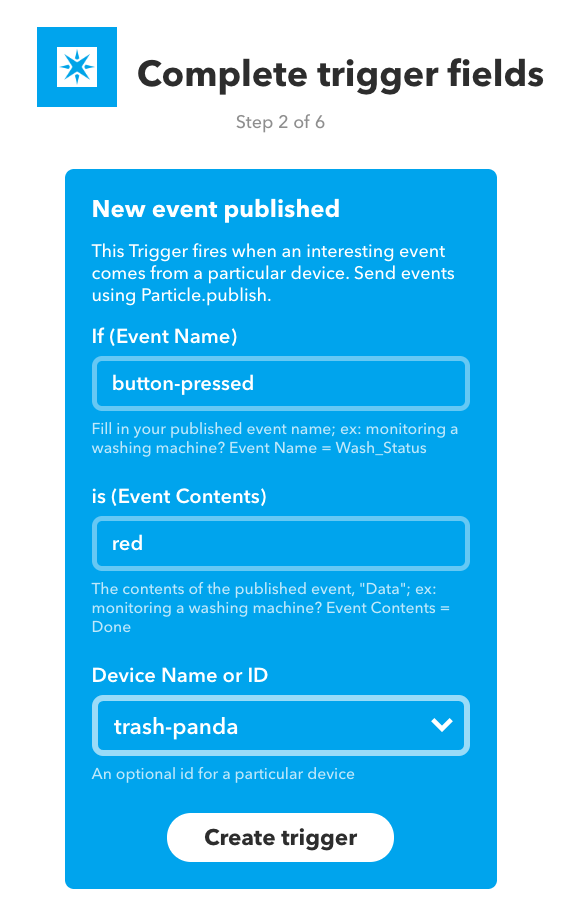 Complete trigger fields
Step 2 of 6
New event published
This Trigger fires when an interesting event
comes from a particular device. Send events
using Particle.publish.
If (Event Name)
button-pressed
Fill in your published event name; ex: monitoring a
washing machine? Event Name = Wash_Status
is (Event Contents)
red
The contents of the published event, "Data"; ex:
monitoring a washing machine? Event Contents =
Done
Device Name or ID
trash-panda
An optional id for a particular device
Create trigger